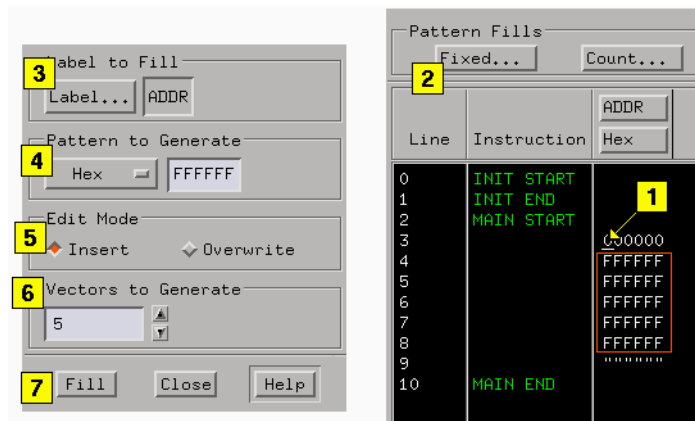 3
Label to Fill
Label... ADDR
4
Pattern to Generate
Hex FFFFFF
Edit Mode
5
Insert Overwrite
6 Vectors to Generate
5
7 Fill Close Help
Pattern Fills
Fixed... Count...
2
ADDR
Line Instruction Hex
0 INIT START
1 INIT END
1
2 MAIN START
3 000000
4 FFFFFF
5 FFFFFF
6 FFFFFF
7 FFFFFF
8 FFFFFF
9 """"""
10 MAIN END